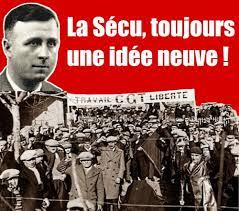 La Sécu, toujours
une idée neuve !
TRAVAIL CGT LIBERTE